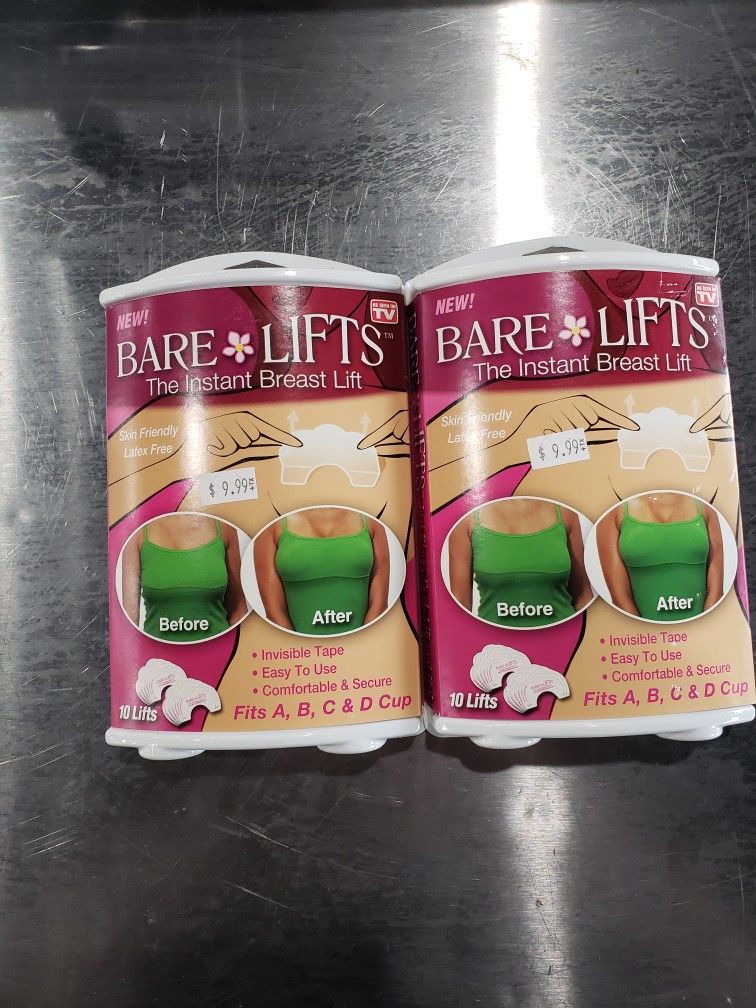 NEW!
AS SEEN ON
TV
BARE LIFTS™
The Instant Breast Lift
Skin Friendly
Latex Free
$ 9.99
Before
After
• Invisible Tape
• Easy To Use
• Comfortable & Secure
10 Lifts
Fits A, B, C & D Cup
NEW!
AS SEEN ON
TV
BARE LIFTS
The Instant Breast Lift
Skin Friendly
Latex Free
$ 9.99
Before
After
• Invisible Tape
• Easy To Use
• Comfortable & Secure
10 Lifts
Fits A, B, C & D Cup